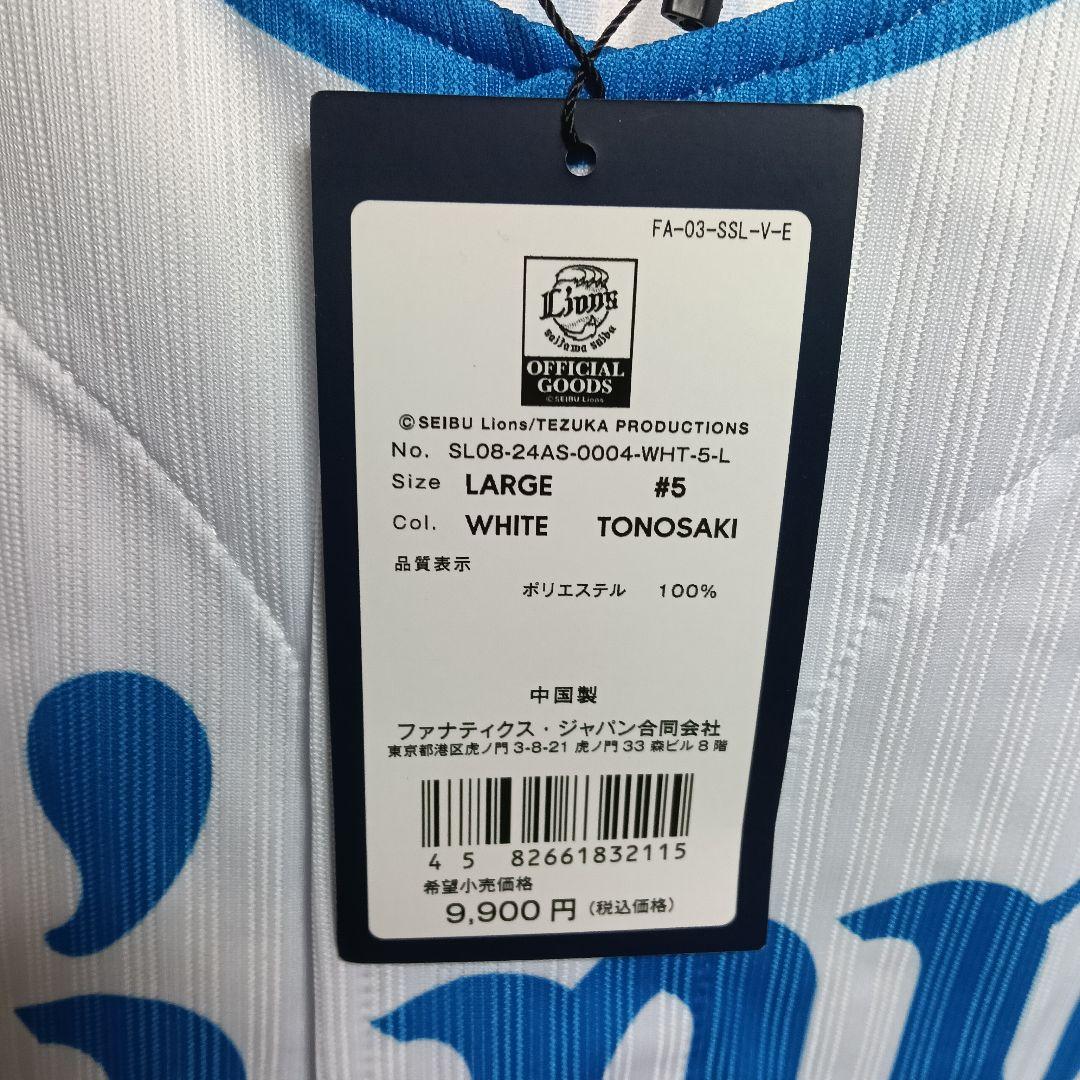 FA-03-SSL-V-E
Lions
OFFICIAL
GOODS
©SEIBU Lions
©SEIBU Lions/TEZUKA PRODUCTIONS
No. SL08-24AS-0004-WHT-5-L
Size LARGE #5
Col. WHITE TONOSAKI
品質表示
ポリエステル 100%
中国製
ファナティクス・ジャパン合同会社
東京都港区虎ノ門 3-8-21 虎ノ門 33 森ビル 8 階
4 5 82661832115
希望小売価格
9,900 円 (税込価格)